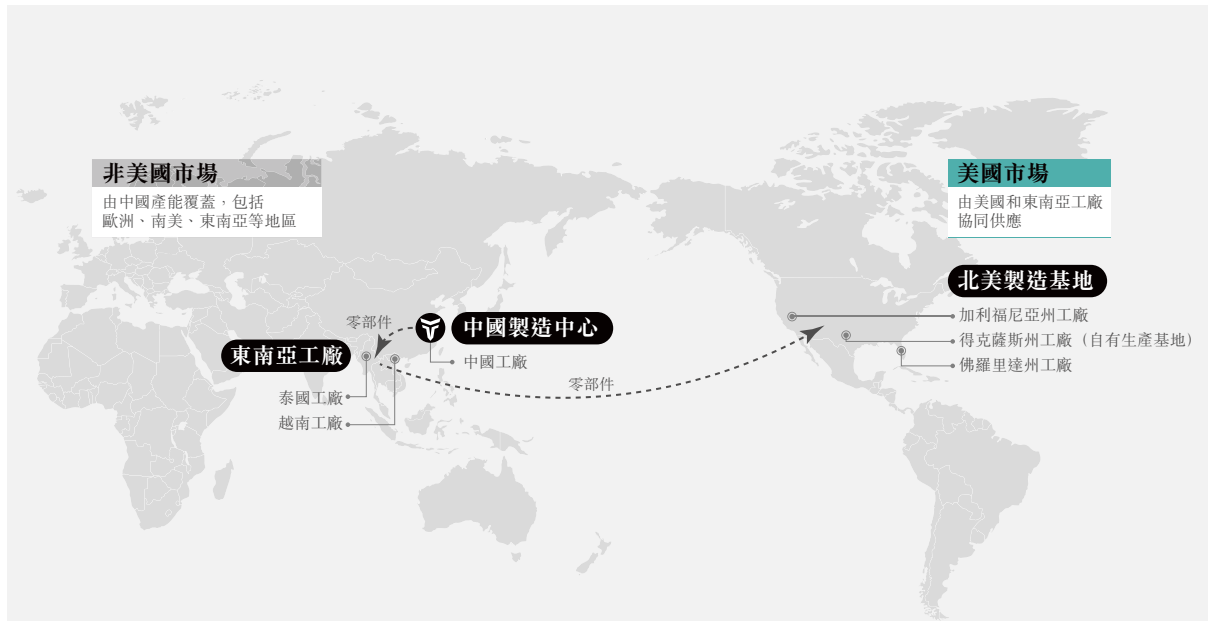 非美國市場
由中國產能覆蓋，包括
歐洲、南美、東南亞等地區
美國市場
由美國和東南亞工廠
協同供應
北美製造基地
加利福尼亞州工廠
得克薩斯州工廠（自有生產基地）
佛羅里達州工廠
零部件
中國製造中心
中國工廠
東南亞工廠
泰國工廠
越南工廠
零部件